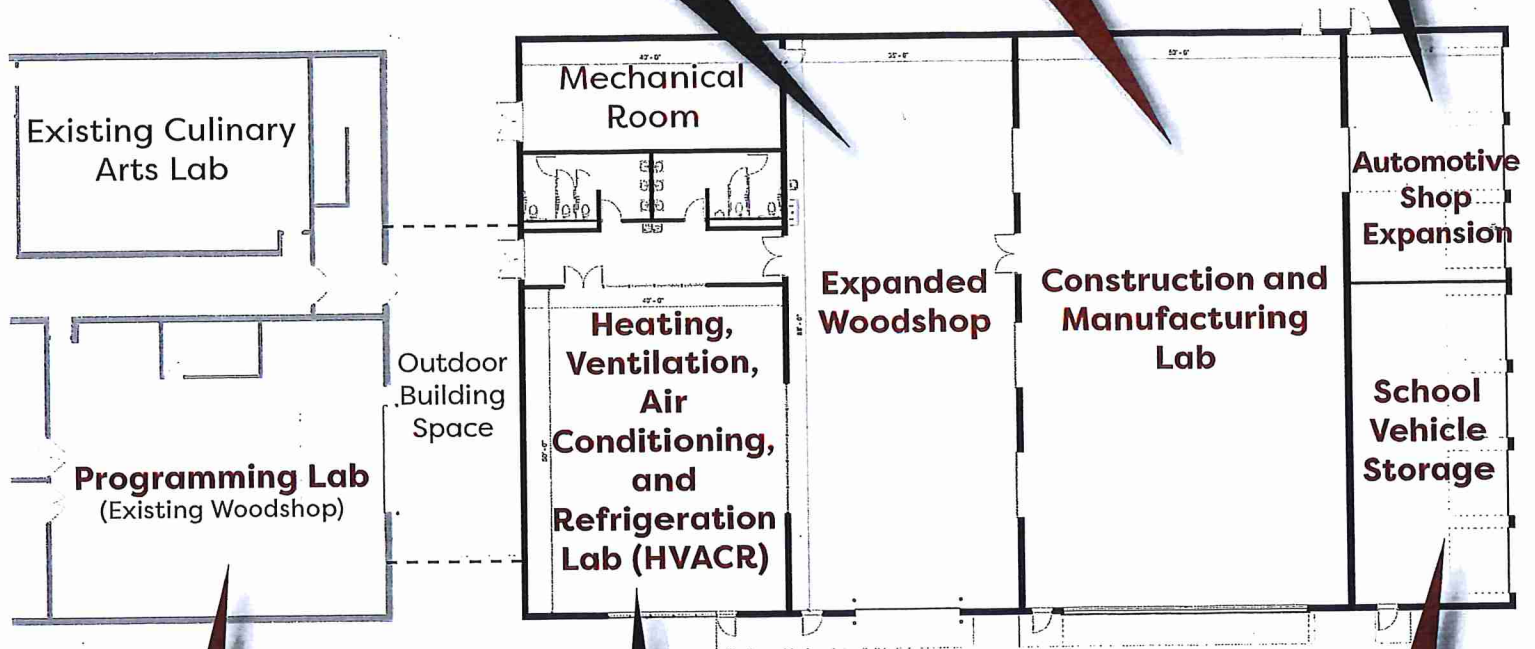 Existing Culinary
Arts Lab
Programming Lab
(Existing Woodshop)
Outdoor
Building
Space
Mechanical
Room
Heating,
Ventilation,
Air
Conditioning,
and
Refrigeration
Lab (HVACR)
Expanded
Woodshop
Construction and
Manufacturing
Lab
Automotive
Shop
Expansion
School
Vehicle
Storage